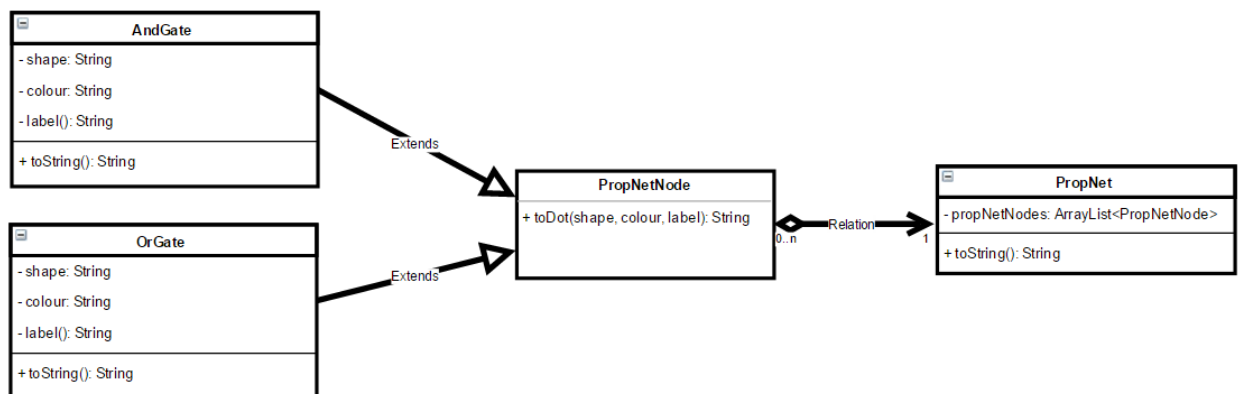 AndGate
- shape: String
- colour: String
- label(): String
+ toString(): String
OrGate
- shape: String
- colour: String
- label(): String
+ toString(): String
Extends
Extends
PropNetNode
+ toDot(shape, colour, label): String
0..n
Relation
1
PropNet
- propNetNodes: ArrayList<PropNetNode>
+ toString(): String